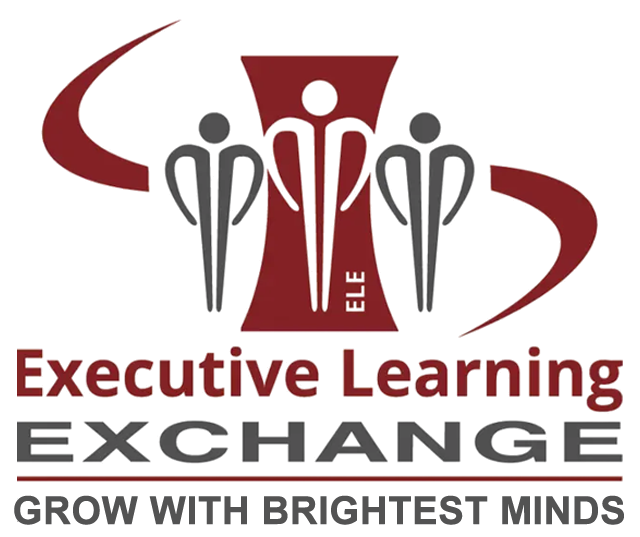 ELE
Executive Learning
EXCHANGE
GROW WITH BRIGHTEST MINDS